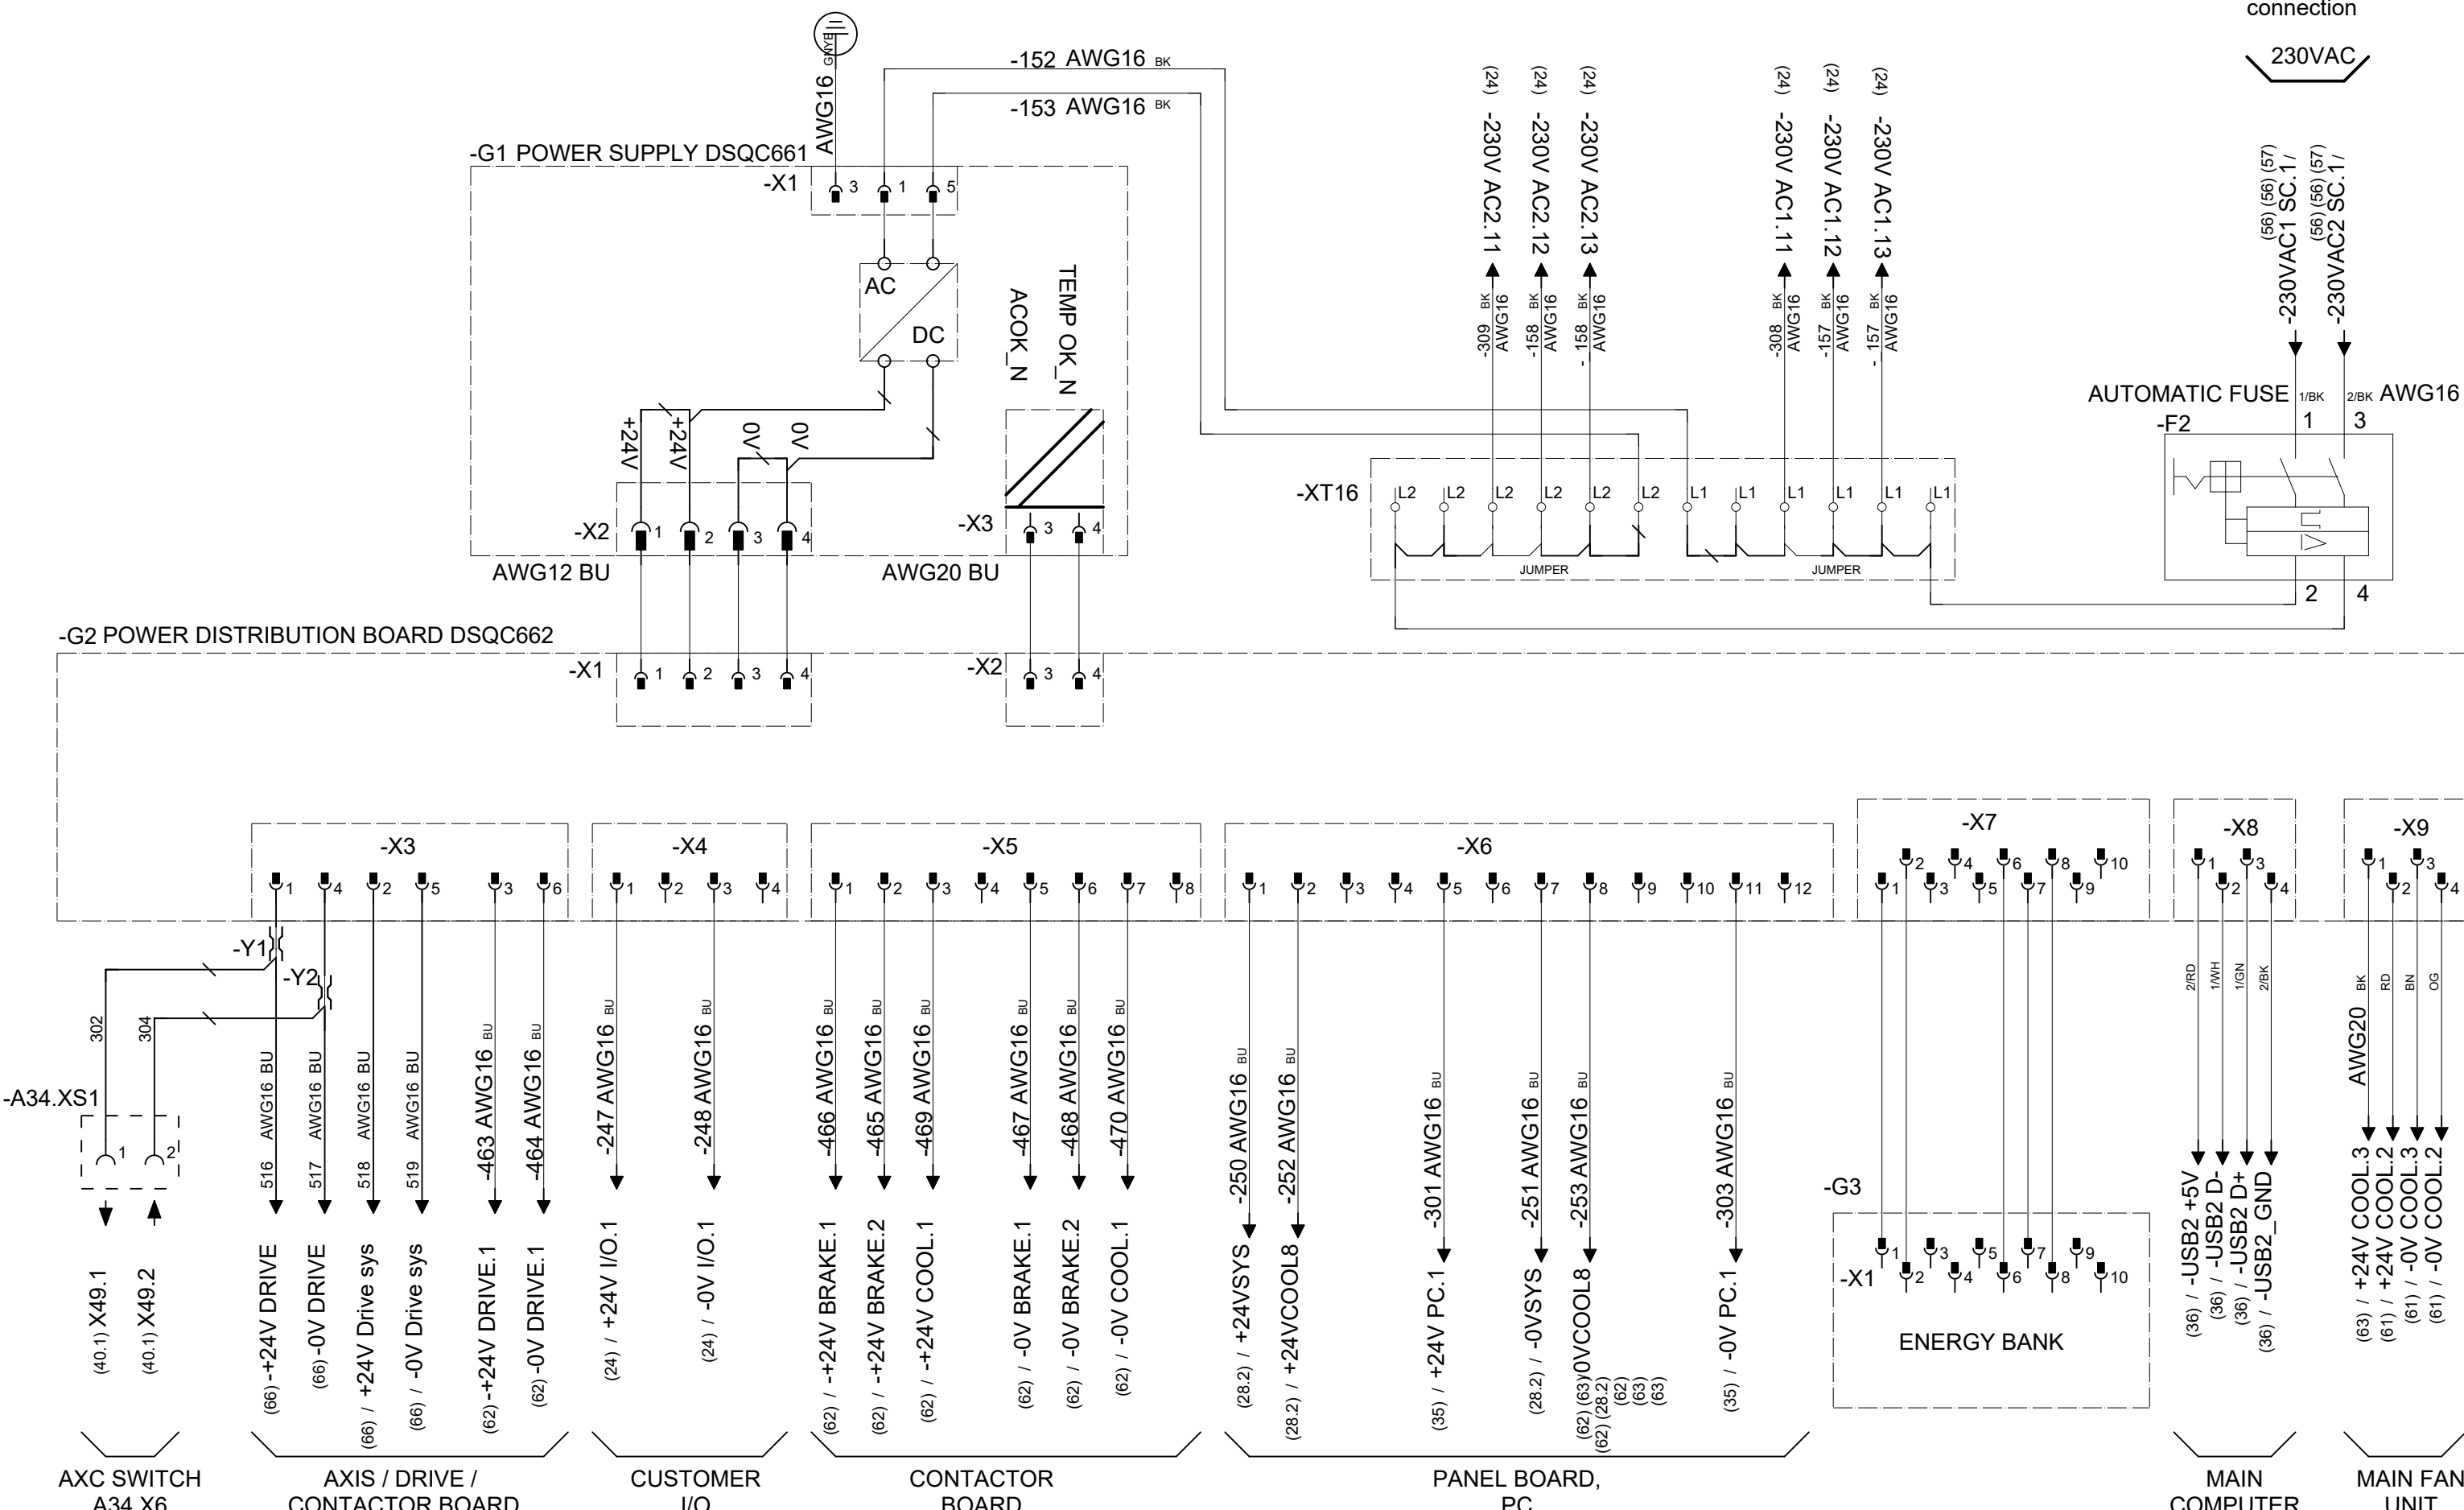 connection
230VAC
AWG16 GNYE
-152 AWG16 BK
-153 AWG16 BK
(24) -230V AC2.11
(24) -230V AC2.12
(24) -230V AC2.13
(24) -230V AC1.11
(24) -230V AC1.12
(24) -230V AC1.13
(56) (56) (57)
-230VAC1 SC.1 /
(56) (56) (57)
-230VAC2 SC.1 /
-G1 POWER SUPPLY DSQC661
-X1
3 1 5
AC
DC
ACOK_N
TEMP OK_N
-309 BK AWG16
-158 BK AWG16
- 158 BK AWG16
-308 BK AWG16
-157 BK AWG16
- 157 BK AWG16
AUTOMATIC FUSE 1/BK 2/BK AWG16
-F2 1 3
+24V +24V 0V 0V
-XT16 L2 L2 L2 L2 L2 L2 L1 L1 L1 L1 L1 L1
-X2 1 2 3 4
-X3 3 4
JUMPER JUMPER
AWG12 BU AWG20 BU
2 4
-G2 POWER DISTRIBUTION BOARD DSQC662
-X1 1 2 3 4
-X2 3 4
-X3
1 4 2 5 3 6
-X4
1 2 3 4
-X5
1 2 3 4 5 6 7 8
-X6
1 2 3 4 5 6 7 8 9 10 11 12
-X7
2 4 6 8 10
1 3 5 7 9
-X8
1 3
2 4
-X9
1 3
2 4
-Y1
-Y2
302
304
-A34.XS1
1 2
516 AWG16 BU
517 AWG16 BU
518 AWG16 BU
519 AWG16 BU
-463 AWG16 BU
-464 AWG16 BU
-247 AWG16 BU
-248 AWG16 BU
-466 AWG16 BU
-465 AWG16 BU
-469 AWG16 BU
-467 AWG16 BU
-468 AWG16 BU
-470 AWG16 BU
-250 AWG16 BU
-252 AWG16 BU
-301 AWG16 BU
-251 AWG16 BU
-253 AWG16 BU
-303 AWG16 BU
2/RD
1/WH
1/GN
2/BK
AWG20 BK
RD
BN
OG
(40.1) X49.1
(40.1) X49.2
(66) -+24V DRIVE
(66) -0V DRIVE
(66) / +24V Drive sys
(66) / -0V Drive sys
(62) -+24V DRIVE.1
(62) -0V DRIVE.1
(24) / +24V I/O.1
(24) / -0V I/O.1
(62) / -+24V BRAKE.1
(62) / -+24V BRAKE.2
(62) / -+24V COOL.1
(62) / -0V BRAKE.1
(62) / -0V BRAKE.2
(62) / -0V COOL.1
(28.2) / +24VSYS
(28.2) / +24VCOOL8
(35) / +24V PC.1
(28.2) / -0VSYS
(62) (63) 0VCOOL8
(62) (28.2)
(62)
(63)
(63)
(35) / -0V PC.1
-G3
-X1
1 3 5 7 9
2 4 6 8 10
ENERGY BANK
(36) / -USB2 +5V
(36) / -USB2 D-
(36) / -USB2 D+
(36) / -USB2_GND
(63) / +24V COOL.3
(61) / +24V COOL.2
(61) / -0V COOL.3
(61) / -0V COOL.2
AXC SWITCH
A34.X6
AXIS / DRIVE /
CONTACTOR BOARD
CUSTOMER
I/O
CONTACTOR
BOARD
PANEL BOARD,
PC
MAIN
COMPUTER
MAIN FAN
UNIT